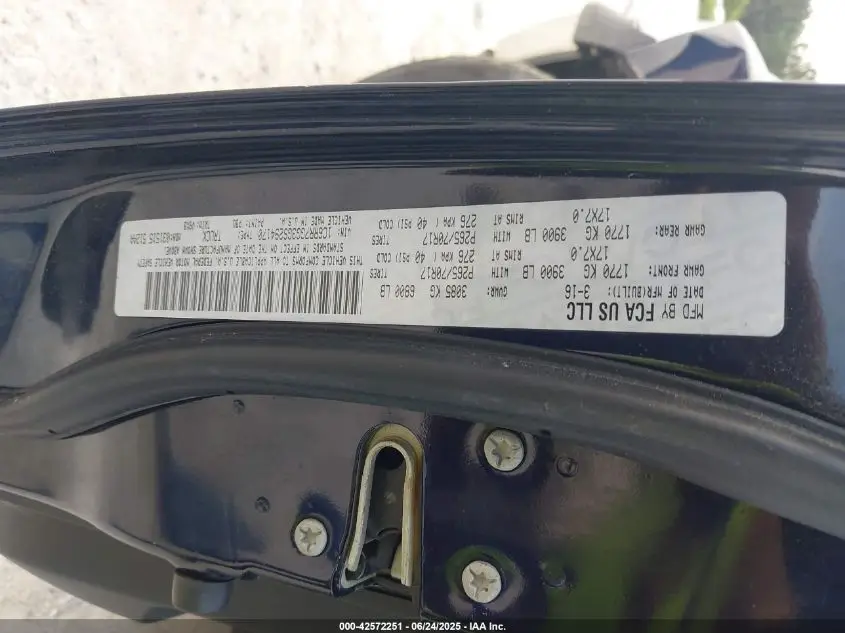 MFD BY FCA US LLC
DATE OF MFR(BUILT): 3-16 GVWR: 3085 KG 6800 LB
GAWR FRONT: 1770 KG 3900 LB WITH P265/70R17 TIRES
17X7.0 RIMS AT 276 KPA ( 40 PSI) COLD
GAWR REAR: 1770 KG 3900 LB WITH P265/70R17 TIRES
17X7.0 RIMS AT 276 KPA ( 40 PSI) COLD
THIS VEHICLE CONFORMS TO ALL APPLICABLE U.S.A. FEDERAL MOTOR VEHICLE SAFETY
STANDARDS IN EFFECT ON THE DATE OF MANUFACTURE SHOWN ABOVE.
VIN: TYPE: TRUCK
VEHICLE MADE IN U.S.A. PAINT:
000-42572251 | 06/24/2025 | IAA Inc.